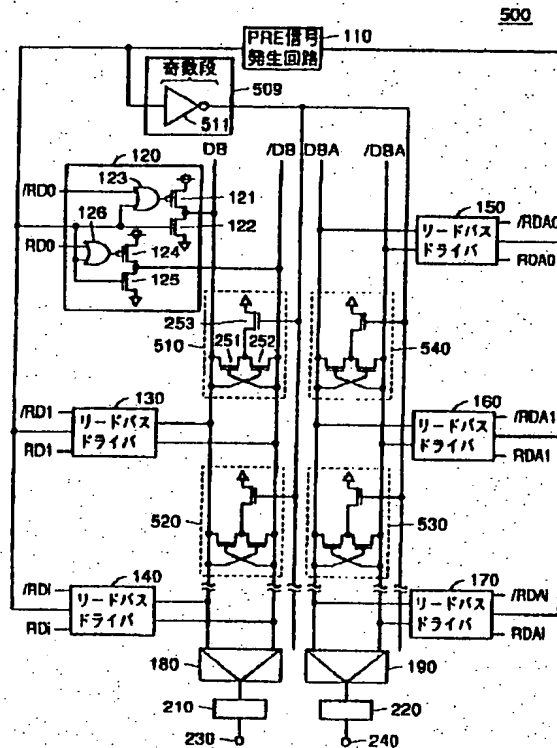 500
PRE信号
発生回路
110
奇数段
509
511
120
DB
/DB
DBA
/DBA
/RD0
123
121
122
126
RD0
124
125
150
/RDA0
リードバス
ドライバ
RDA0
253
510
251
252
540
130
/RD1
リードバス
ドライバ
RD1
160
/RDA1
リードバス
ドライバ
RDA1
520
530
140
/RDi
リードバス
ドライバ
RDi
170
/RDAi
リードバス
ドライバ
RDAi
180
190
210
220
230
240